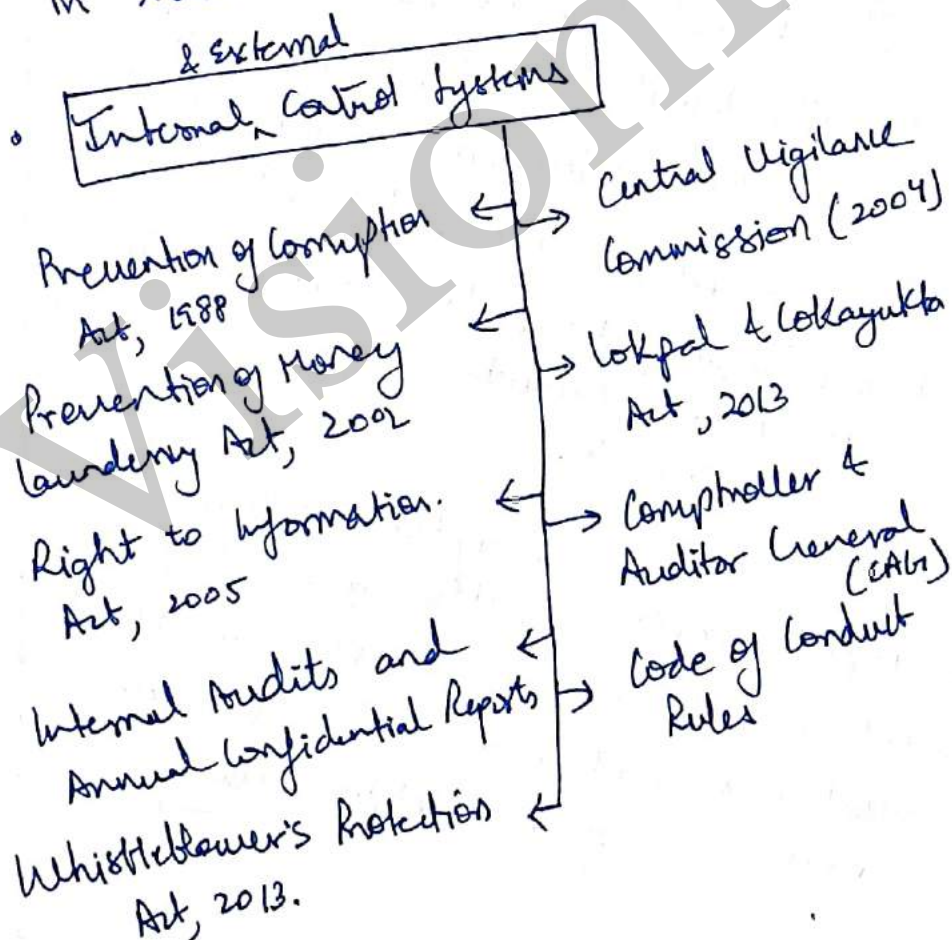 & External
• Internal ^ Control Systems
Prevention of Corruption
Act, 1988
Prevention of Money
Laundering Act, 2002
Right to Information.
Act, 2005
Internal Audits and
Annual Confidential Reports
Whistleblower's Protection
Act, 2013.
Central Vigilance
Commission (2004)
Lokpal & Lokayukta
Act, 2013
Comptroller &
Auditor General
(CAG)
Code of Conduct
Rules
Vision